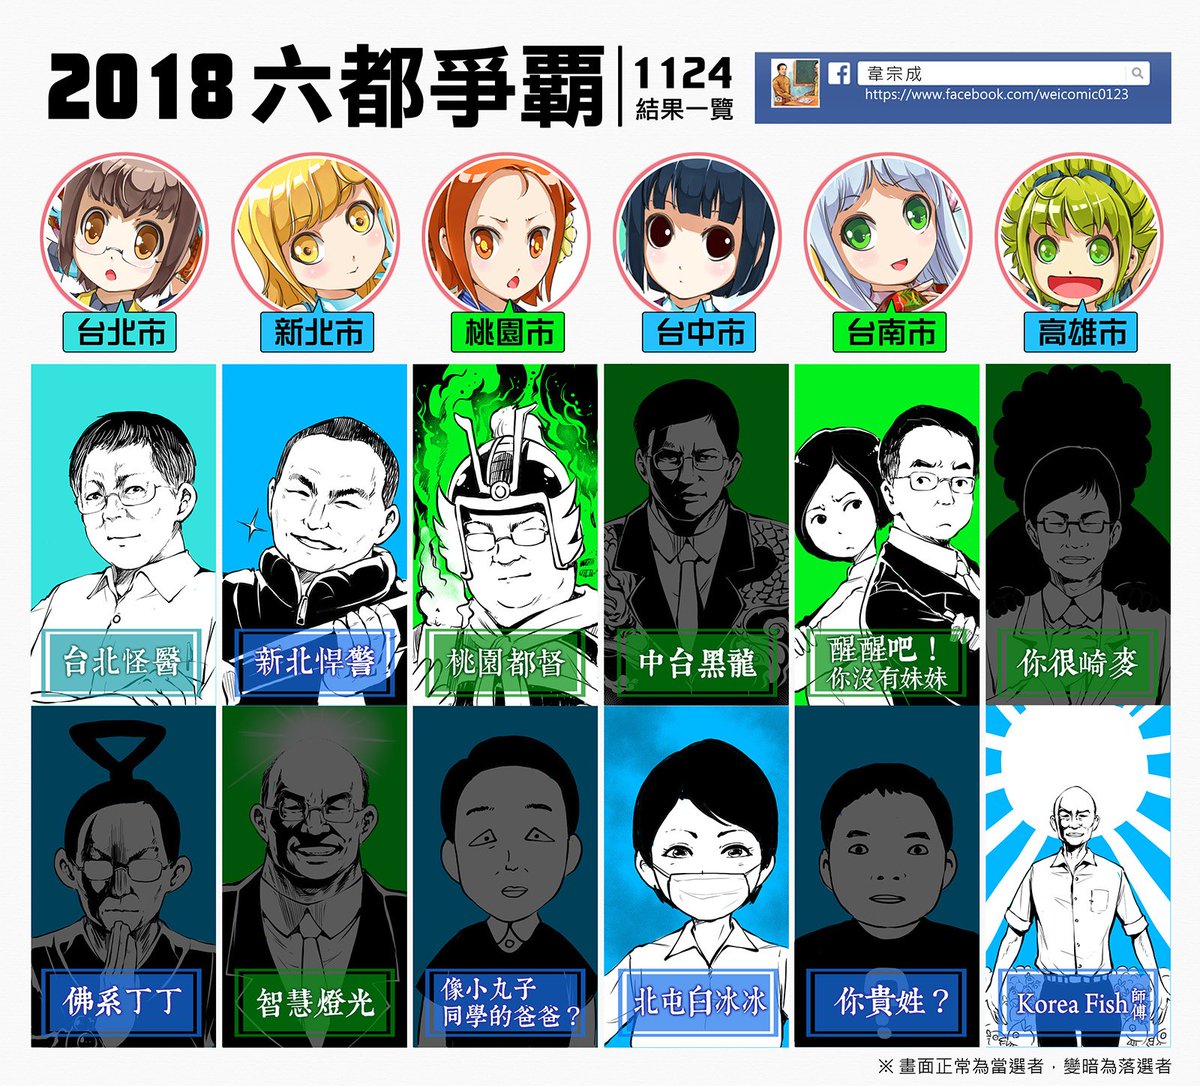 2018 六都爭霸
1124
結果一覽
韋宗成
https://www.facebook.com/weicomic0123
台北市
新北市
桃園市
台中市
台南市
高雄市
台北怪醫
新北悍警
桃園都督
中台黑龍
醒醒吧！
你沒有妹妹
你很崎麥
佛系丁丁
智慧燈光
像小丸子
同學的爸爸？
北屯白冰冰
你貴姓？
Korea Fish師傅
※ 畫面正常為當選者，變暗為落選者